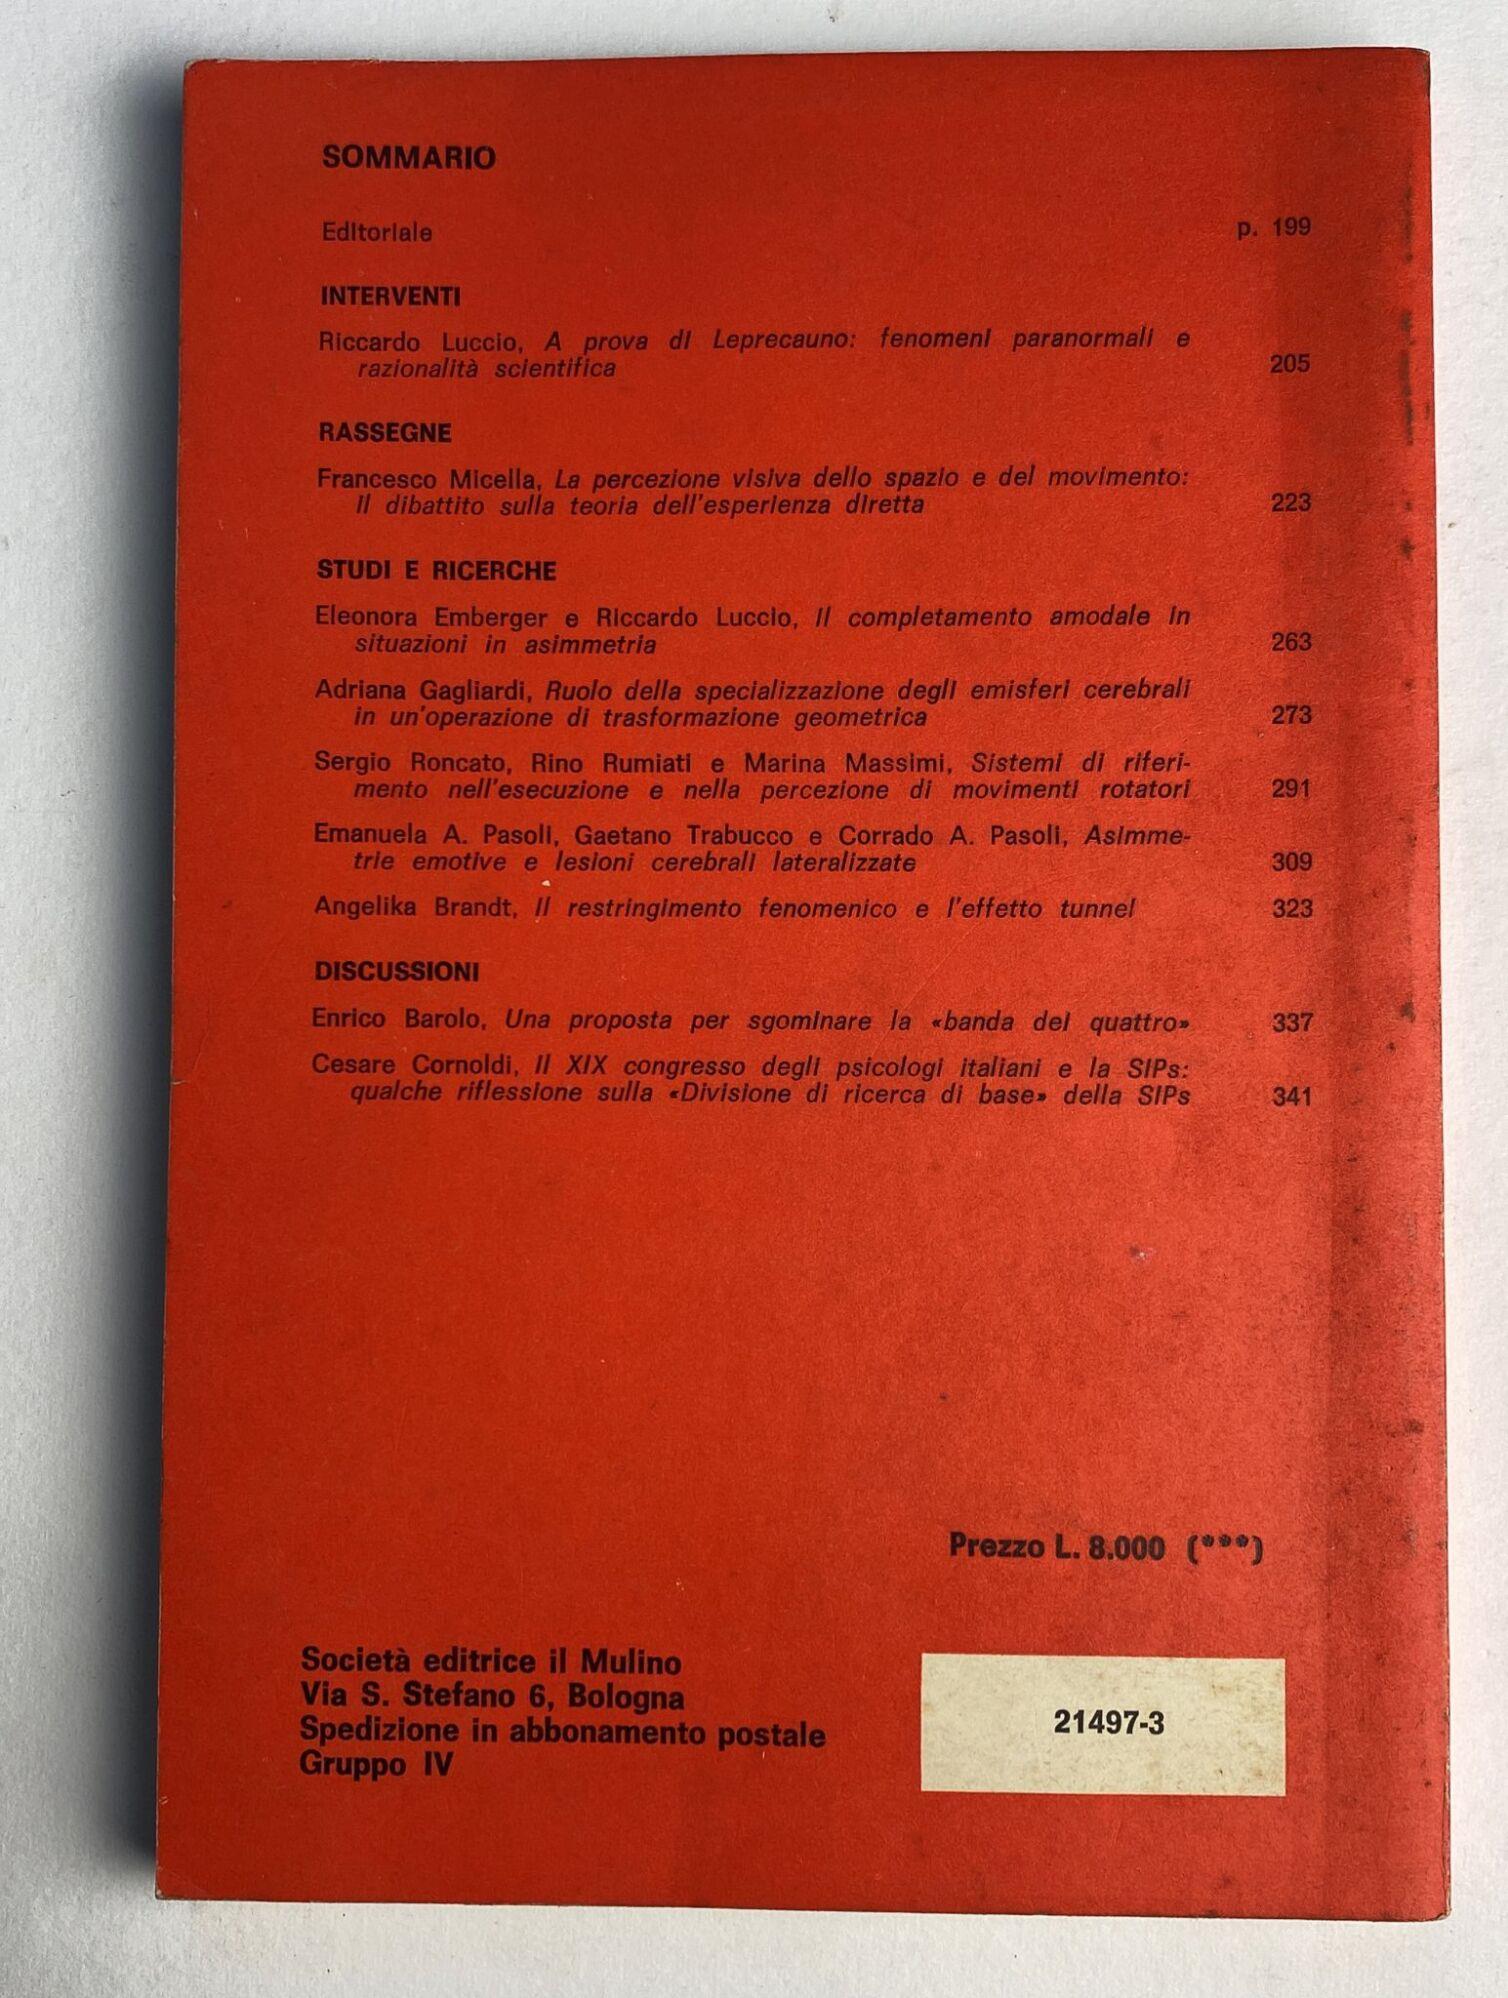 SOMMARIO
Editoriale p. 199
INTERVENTI
Riccardo Luccio, A prova di Leprecauno: fenomeni paranormali e
razionalità scientifica 205
RASSEGNE
Francesco Micella, La percezione visiva dello spazio e del movimento:
il dibattito sulla teoria dell'esperienza diretta 223
STUDI E RICERCHE
Eleonora Emberger e Riccardo Luccio, Il completamento amodale in
situazioni in asimmetria 263
Adriana Gagliardi, Ruolo della specializzazione degli emisferi cerebrali
in un'operazione di trasformazione geometrica 273
Sergio Roncato, Rino Rumiati e Marina Massimi, Sistemi di riferi-
mento nell'esecuzione e nella percezione di movimenti rotatori 291
Emanuela A. Pasoli, Gaetano Trabucco e Corrado A. Pasoli, Asimme-
trie emotive e lesioni cerebrali lateralizzate 309
Angelika Brandt, Il restringimento fenomenico e l'effetto tunnel 323
DISCUSSIONI
Enrico Barolo, Una proposta per sgominare la «banda dei quattro» 337
Cesare Cornoldi, Il XIX congresso degli psicologi italiani e la SIPs:
qualche riflessione sulla «Divisione di ricerca di base» della SIPs 341
Prezzo L. 8.000 (***)
Società editrice il Mulino
Via S. Stefano 6, Bologna
Spedizione in abbonamento postale
Gruppo IV
21497-3